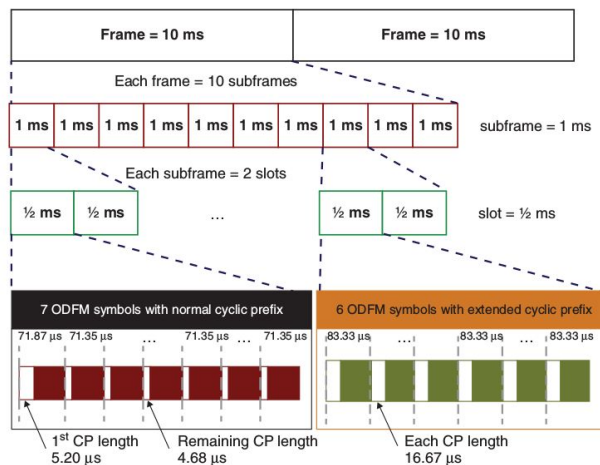 Frame = 10 ms Frame = 10 ms
Each frame = 10 subframes
1 ms 1 ms 1 ms 1 ms 1 ms 1 ms 1 ms 1 ms 1 ms 1 ms subframe = 1 ms
Each subframe = 2 slots
½ ms ½ ms ... ½ ms ½ ms slot = ½ ms
7 ODFM symbols with normal cyclic prefix
71.87 µs 71.35 µs ... 71.35 µs ... 71.35 µs
1st CP length
5.20 µs
Remaining CP length
4.68 µs
6 ODFM symbols with extended cyclic prefix
83.33 µs ... 83.33 µs ... 83.33 µs
Each CP length
16.67 µs